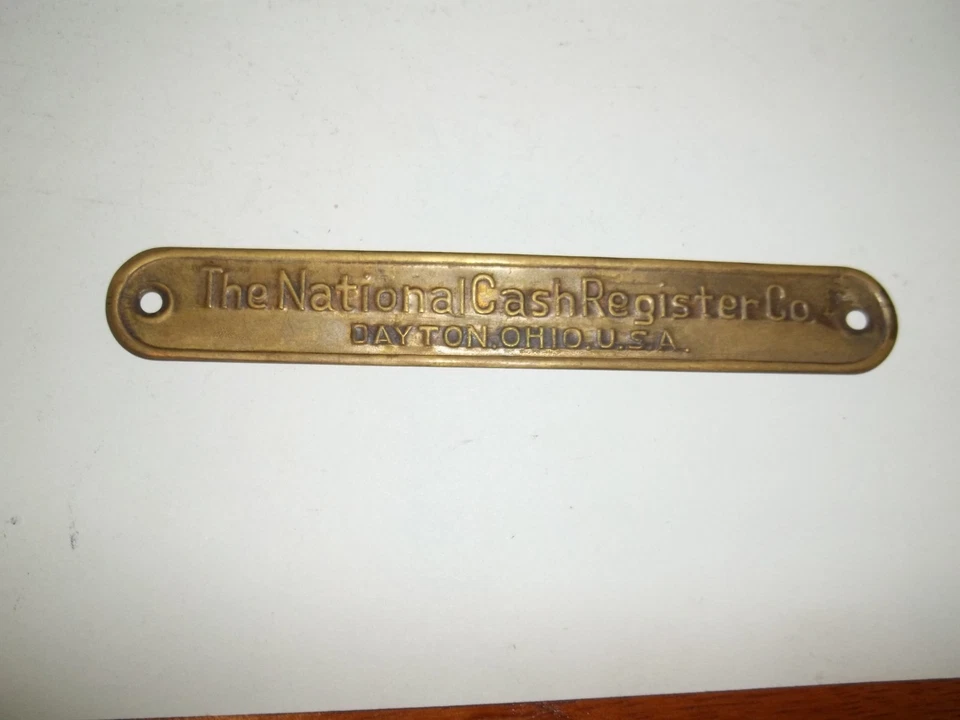 The National Cash Register Co.
DAYTON.OHIO.U.S.A.